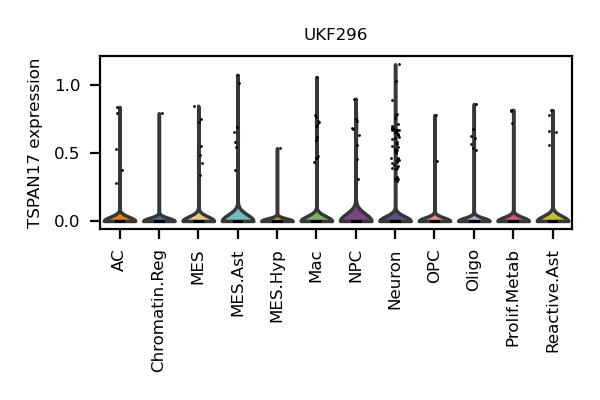 UKF296
TSPAN17 expression
1.0
0.5
0.0
AC
Chromatin.Reg
MES
MES.Ast
MES.Hyp
Mac
NPC
Neuron
OPC
Oligo
Prolif.Metab
Reactive.Ast